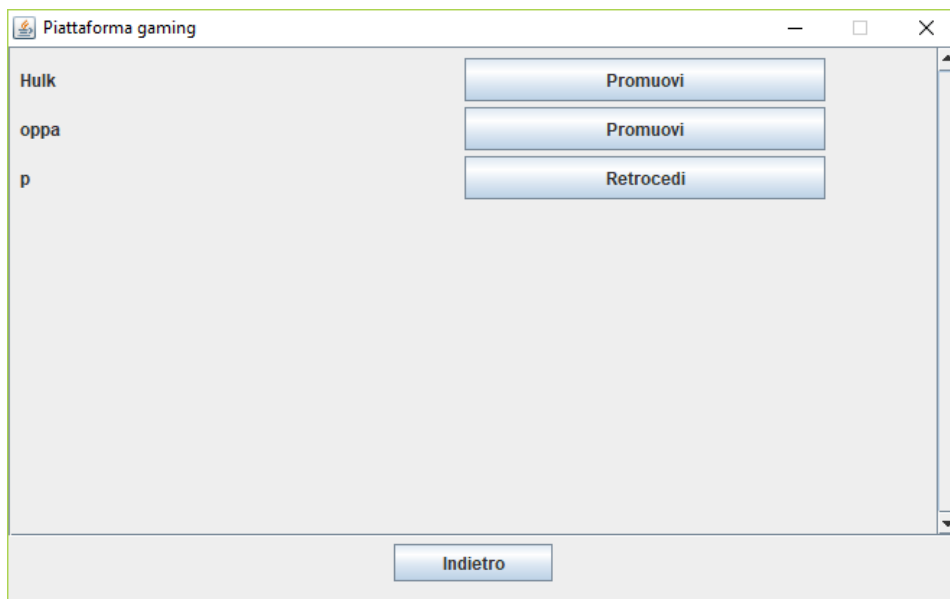 Piattaforma gaming
Hulk Promuovi
oppa Promuovi
p Retrocedi
Indietro